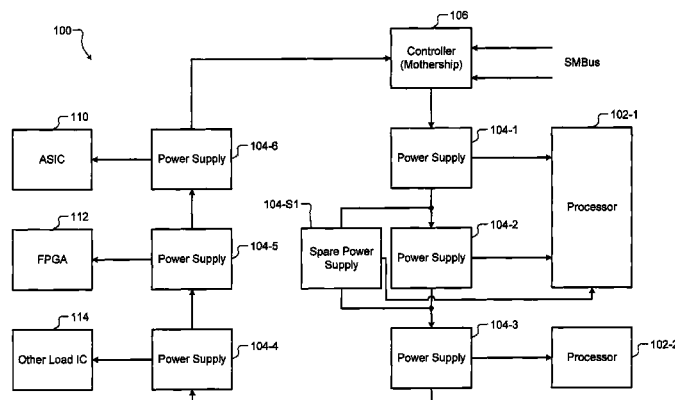 100
106
Controller
(Mothership)
SMBus
110
ASIC
Power Supply
104-6
Power Supply
104-1
102-1
Processor
104-S1
Spare Power
Supply
104-2
Power Supply
112
FPGA
Power Supply
104-5
114
Other Load IC
Power Supply
104-4
104-3
Power Supply
Processor
102-2